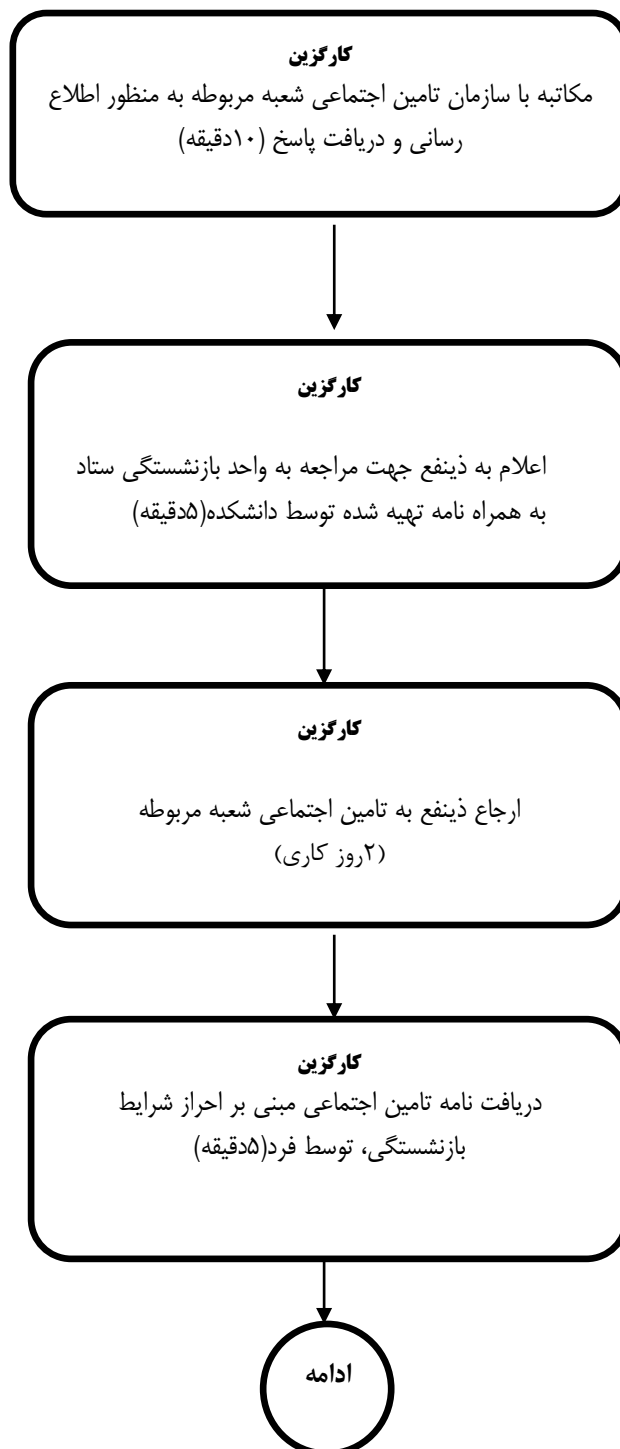 کارگزین
مکاتبه با سازمان تامین اجتماعی شعبه مربوطه به منظور اطلاع
رسانی و دریافت پاسخ (۱۰دقیقه)
کارگزین
اعلام به ذینفع جهت مراجعه به واحد بازنشستگی ستاد
به همراه نامه تهیه شده توسط دانشکده(۵دقیقه)
کارگزین
ارجاع ذینفع به تامین اجتماعی شعبه مربوطه
(۲روز کاری)
کارگزین
دریافت نامه تامین اجتماعی مبنی بر احراز شرایط
بازنشستگی، توسط فرد(۵دقیقه)
ادامه